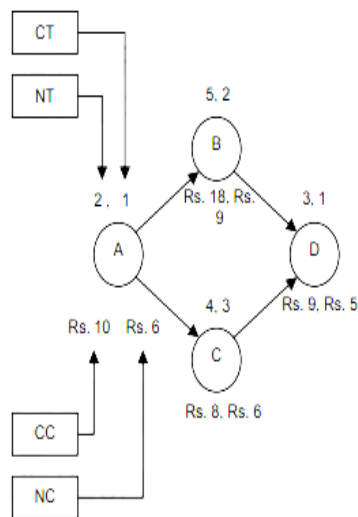 CT
NT
5, 2
B
2 , 1
Rs. 18, Rs.
9
3, 1
A
D
4, 3
Rs. 9, Rs. 5
Rs. 10 Rs. 6
C
Rs. 8, Rs. 6
CC
NC